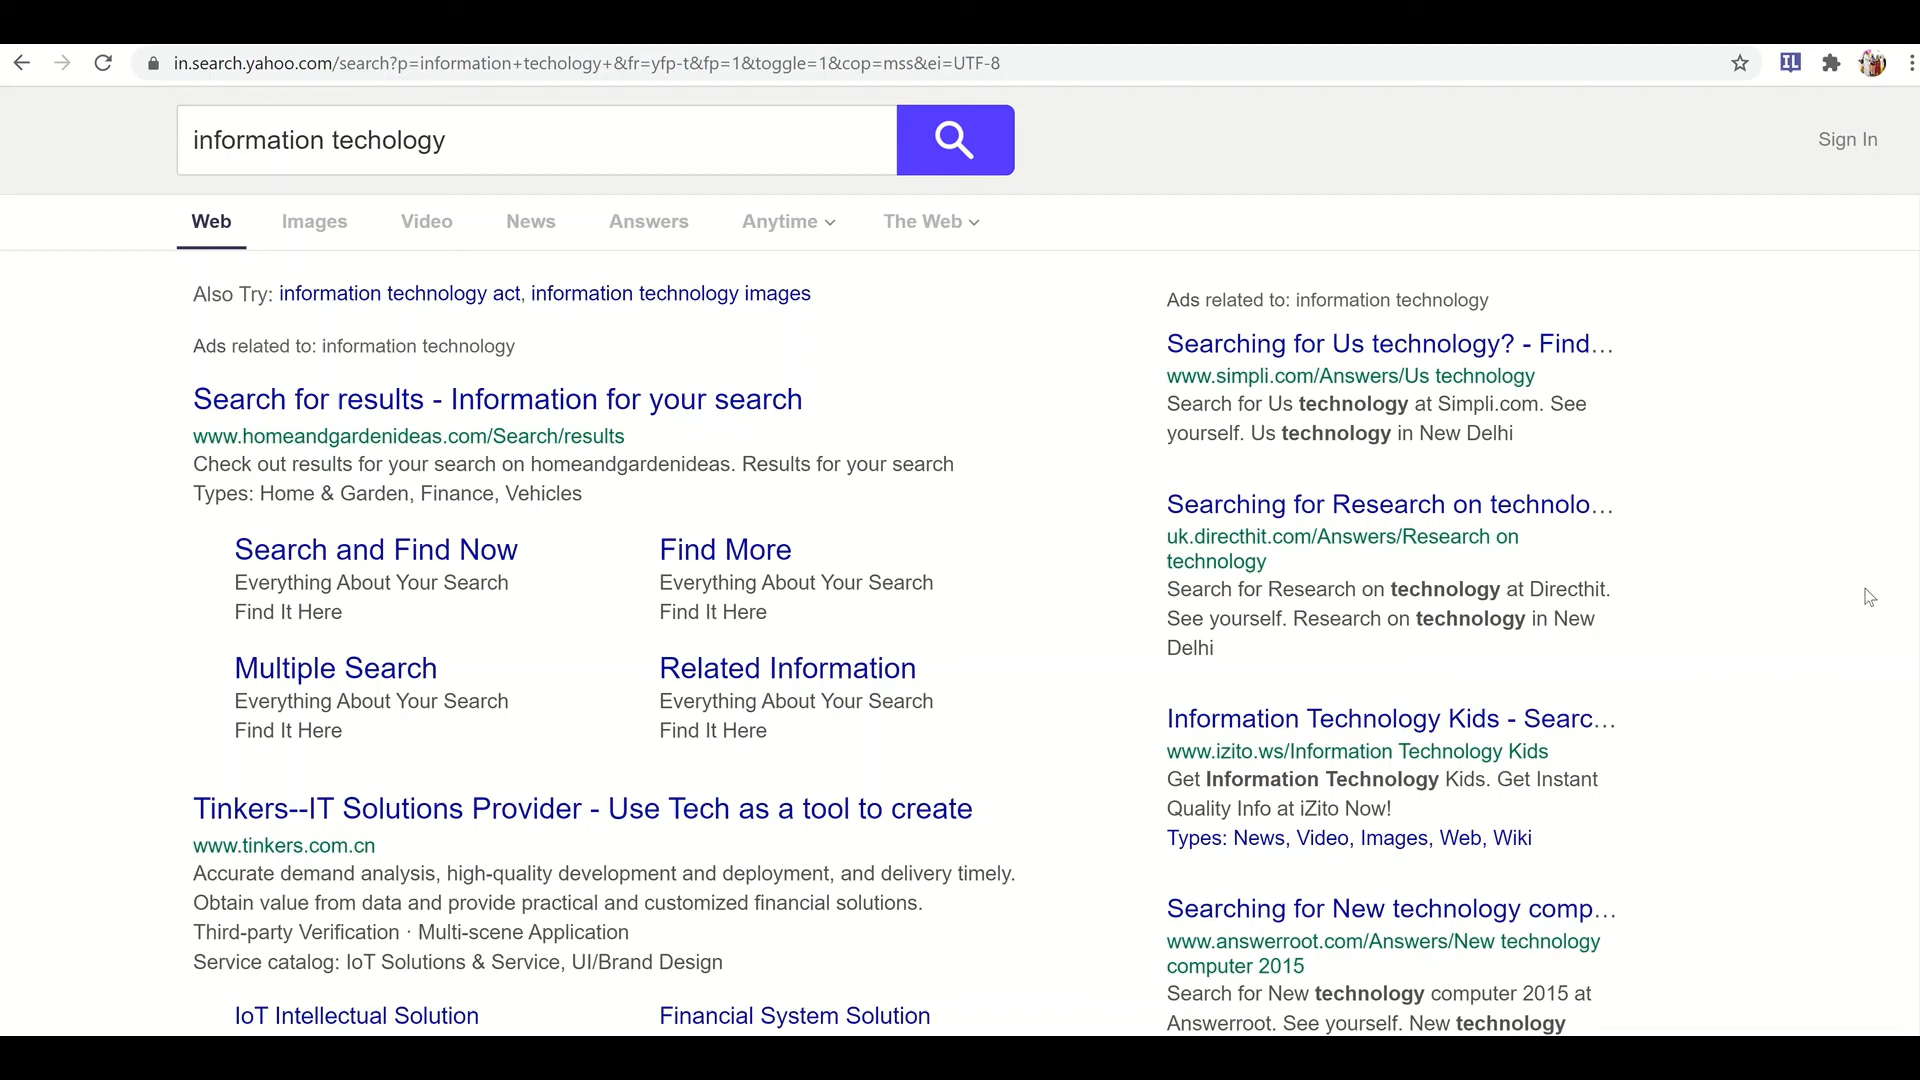 in.search.yahoo.com/search?p=information+techology+&fr=yfp-t&fp=1&toggle=1&cop=mss&ei=UTF-8
IL
information techology
Sign In
Web Images Video News Answers Anytime The Web
Also Try: information technology act, information technology images
Ads related to: information technology
Search for results - Information for your search
www.homeandgardenideas.com/Search/results
Check out results for your search on homeandgardenideas. Results for your search
Types: Home & Garden, Finance, Vehicles
Search and Find Now
Everything About Your Search
Find It Here
Find More
Everything About Your Search
Find It Here
Multiple Search
Everything About Your Search
Find It Here
Related Information
Everything About Your Search
Find It Here
Tinkers--IT Solutions Provider - Use Tech as a tool to create
www.tinkers.com.cn
Accurate demand analysis, high-quality development and deployment, and delivery timely.
Obtain value from data and provide practical and customized financial solutions.
Third-party Verification · Multi-scene Application
Service catalog: IoT Solutions & Service, UI/Brand Design
IoT Intellectual Solution
Financial System Solution
Ads related to: information technology
Searching for Us technology? - Find...
www.simpli.com/Answers/Us technology
Search for Us technology at Simpli.com. See
yourself. Us technology in New Delhi
Searching for Research on technolo...
uk.directhit.com/Answers/Research on
technology
Search for Research on technology at Directhit.
See yourself. Research on technology in New
Delhi
Information Technology Kids - Searc...
www.izito.ws/Information Technology Kids
Get Information Technology Kids. Get Instant
Quality Info at iZito Now!
Types: News, Video, Images, Web, Wiki
Searching for New technology comp...
www.answerroot.com/Answers/New technology
computer 2015
Search for New technology computer 2015 at
Answerroot. See yourself. New technology